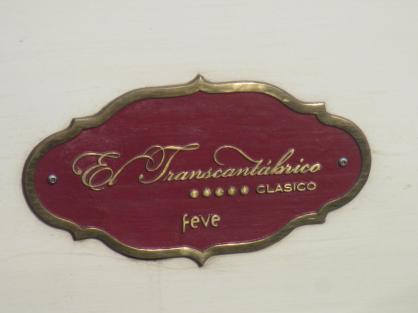 El Transcantábrico
★★★★★ CLASICO
feve